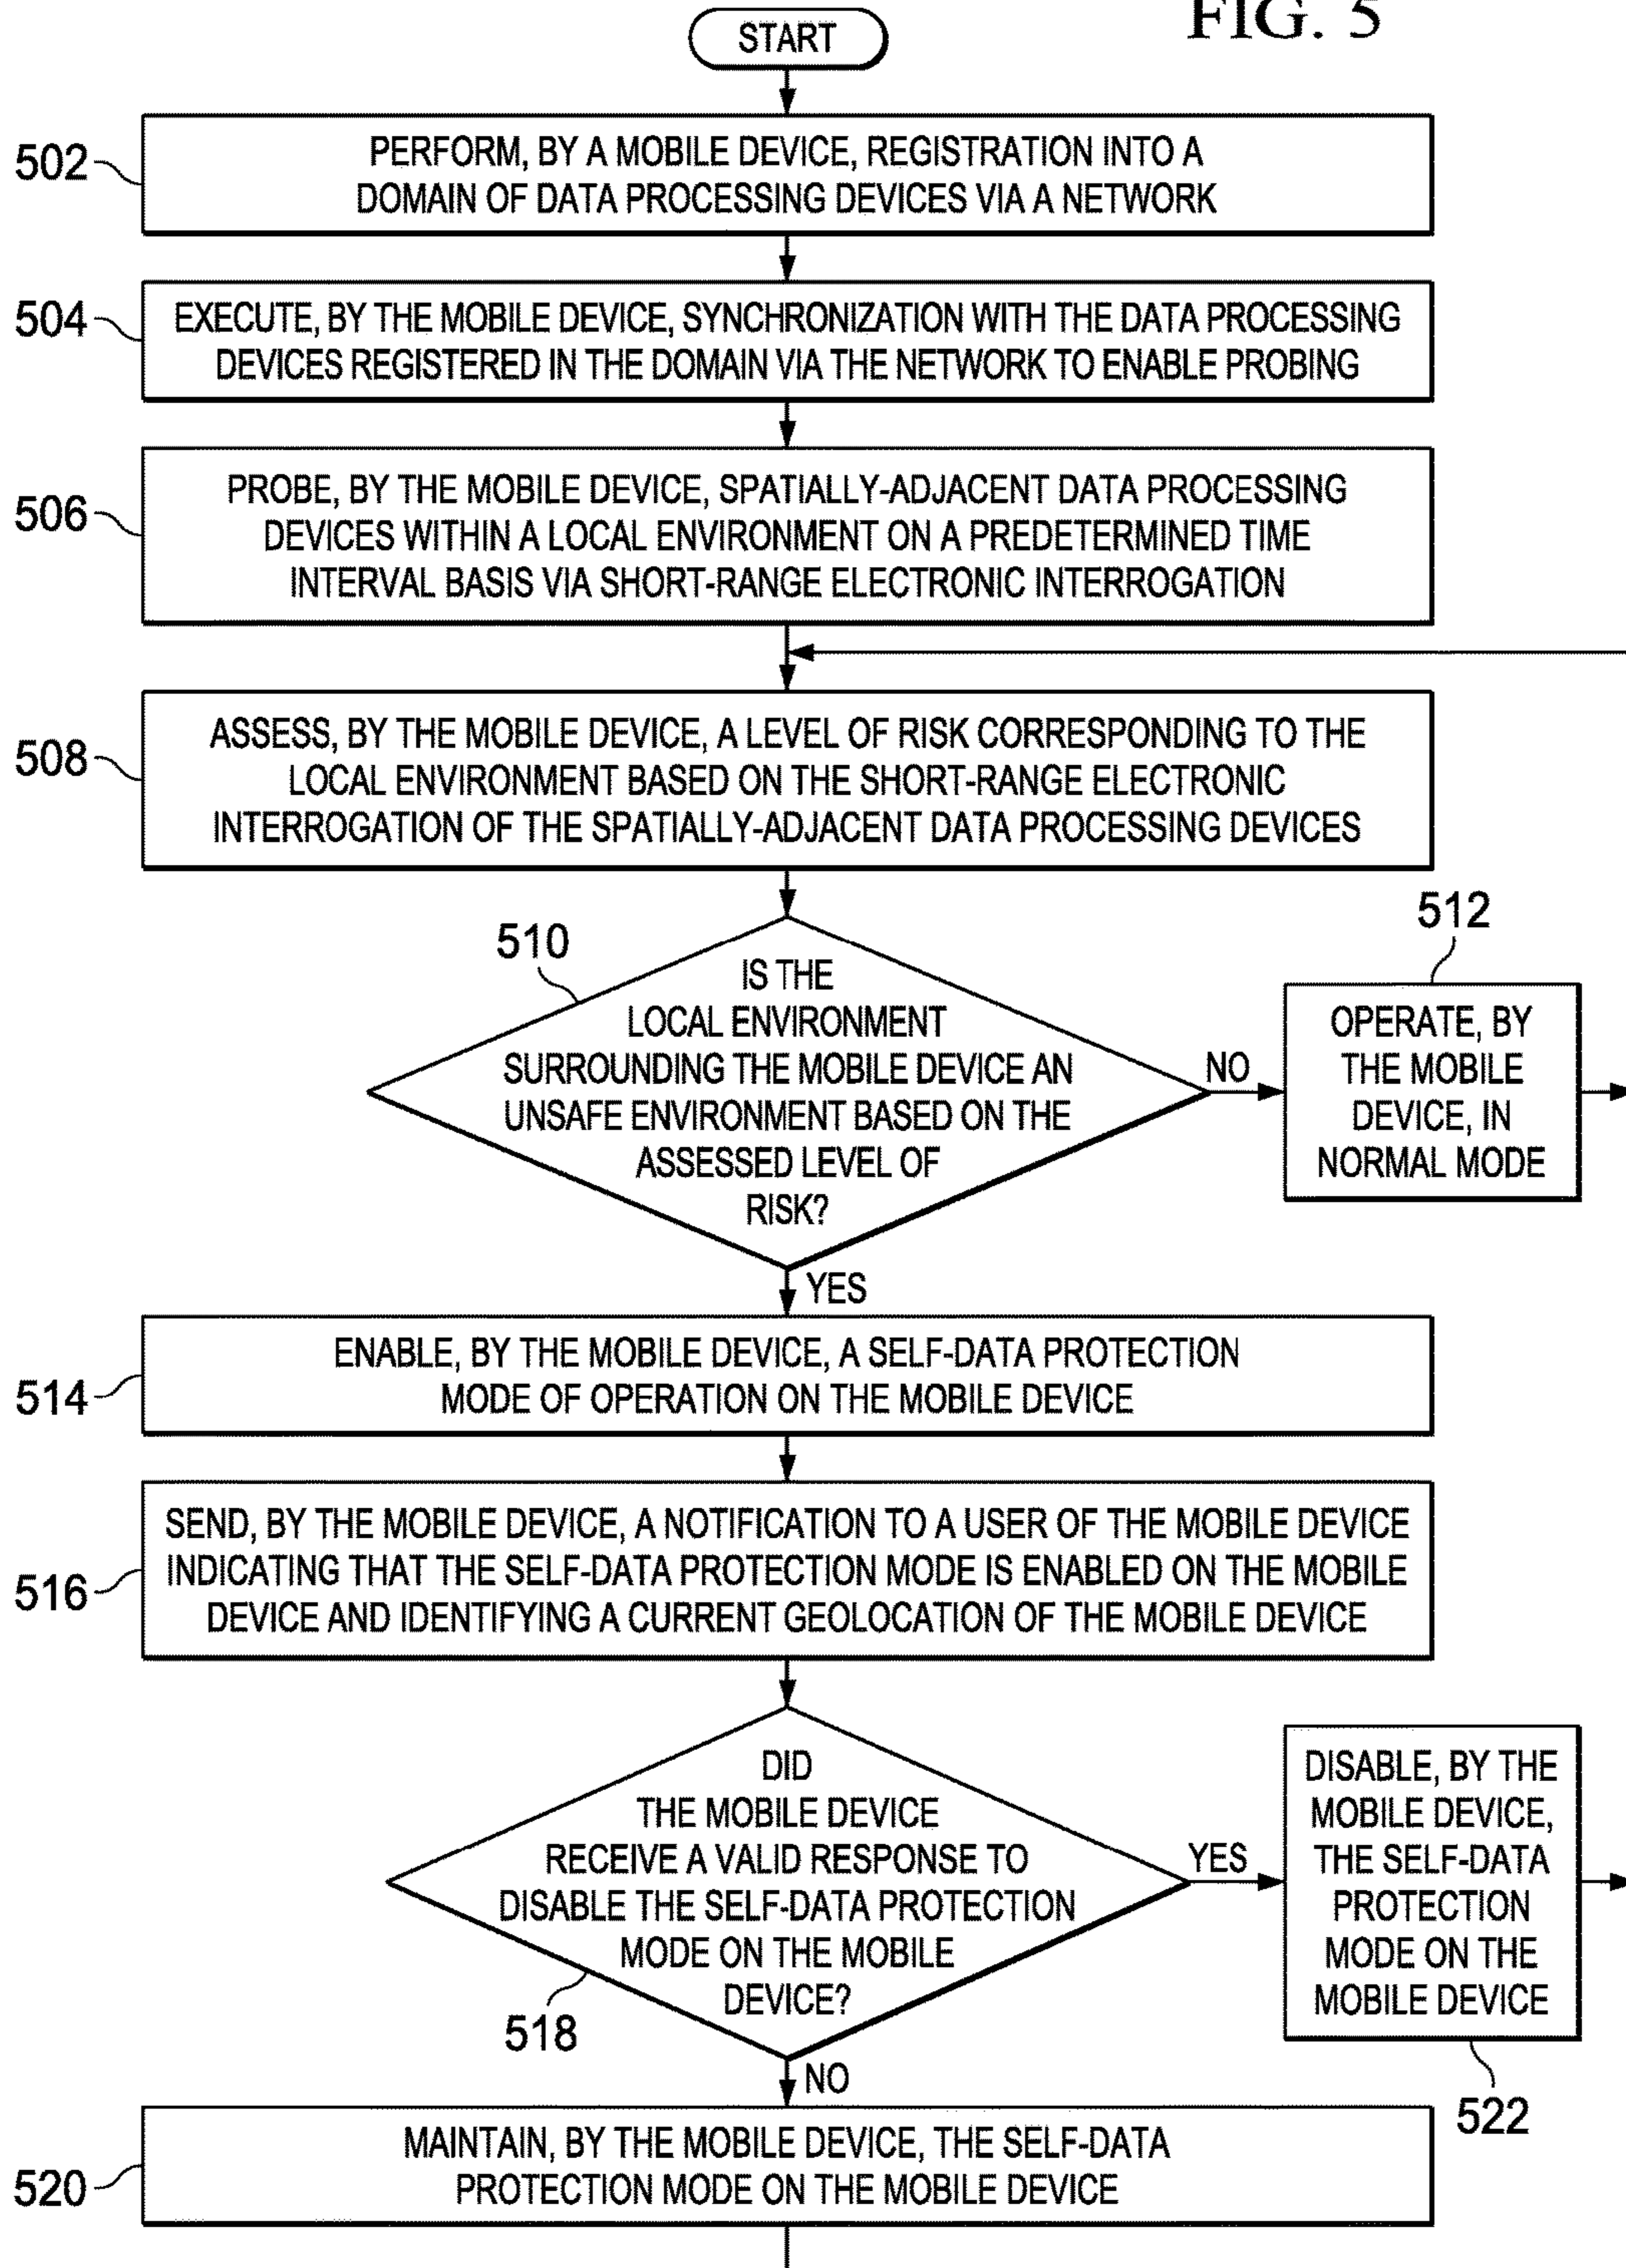 FIG. 5
START
502
PERFORM, BY A MOBILE DEVICE, REGISTRATION INTO A
DOMAIN OF DATA PROCESSING DEVICES VIA A NETWORK
504
EXECUTE, BY THE MOBILE DEVICE, SYNCHRONIZATION WITH THE DATA PROCESSING
DEVICES REGISTERED IN THE DOMAIN VIA THE NETWORK TO ENABLE PROBING
506
PROBE, BY THE MOBILE DEVICE, SPATIALLY-ADJACENT DATA PROCESSING
DEVICES WITHIN A LOCAL ENVIRONMENT ON A PREDETERMINED TIME
INTERVAL BASIS VIA SHORT-RANGE ELECTRONIC INTERROGATION
508
ASSESS, BY THE MOBILE DEVICE, A LEVEL OF RISK CORRESPONDING TO THE
LOCAL ENVIRONMENT BASED ON THE SHORT-RANGE ELECTRONIC
INTERROGATION OF THE SPATIALLY-ADJACENT DATA PROCESSING DEVICES
510
IS THE
LOCAL ENVIRONMENT
SURROUNDING THE MOBILE DEVICE AN
UNSAFE ENVIRONMENT BASED ON THE
ASSESSED LEVEL OF
RISK?
NO
512
OPERATE, BY
THE MOBILE
DEVICE, IN
NORMAL MODE
YES
514
ENABLE, BY THE MOBILE DEVICE, A SELF-DATA PROTECTION
MODE OF OPERATION ON THE MOBILE DEVICE
516
SEND, BY THE MOBILE DEVICE, A NOTIFICATION TO A USER OF THE MOBILE DEVICE
INDICATING THAT THE SELF-DATA PROTECTION MODE IS ENABLED ON THE MOBILE
DEVICE AND IDENTIFYING A CURRENT GEOLOCATION OF THE MOBILE DEVICE
DID
THE MOBILE DEVICE
RECEIVE A VALID RESPONSE TO
DISABLE THE SELF-DATA PROTECTION
MODE ON THE MOBILE
DEVICE?
518
YES
DISABLE, BY THE
MOBILE DEVICE,
THE SELF-DATA
PROTECTION
MODE ON THE
MOBILE DEVICE
522
NO
520
MAINTAIN, BY THE MOBILE DEVICE, THE SELF-DATA
PROTECTION MODE ON THE MOBILE DEVICE